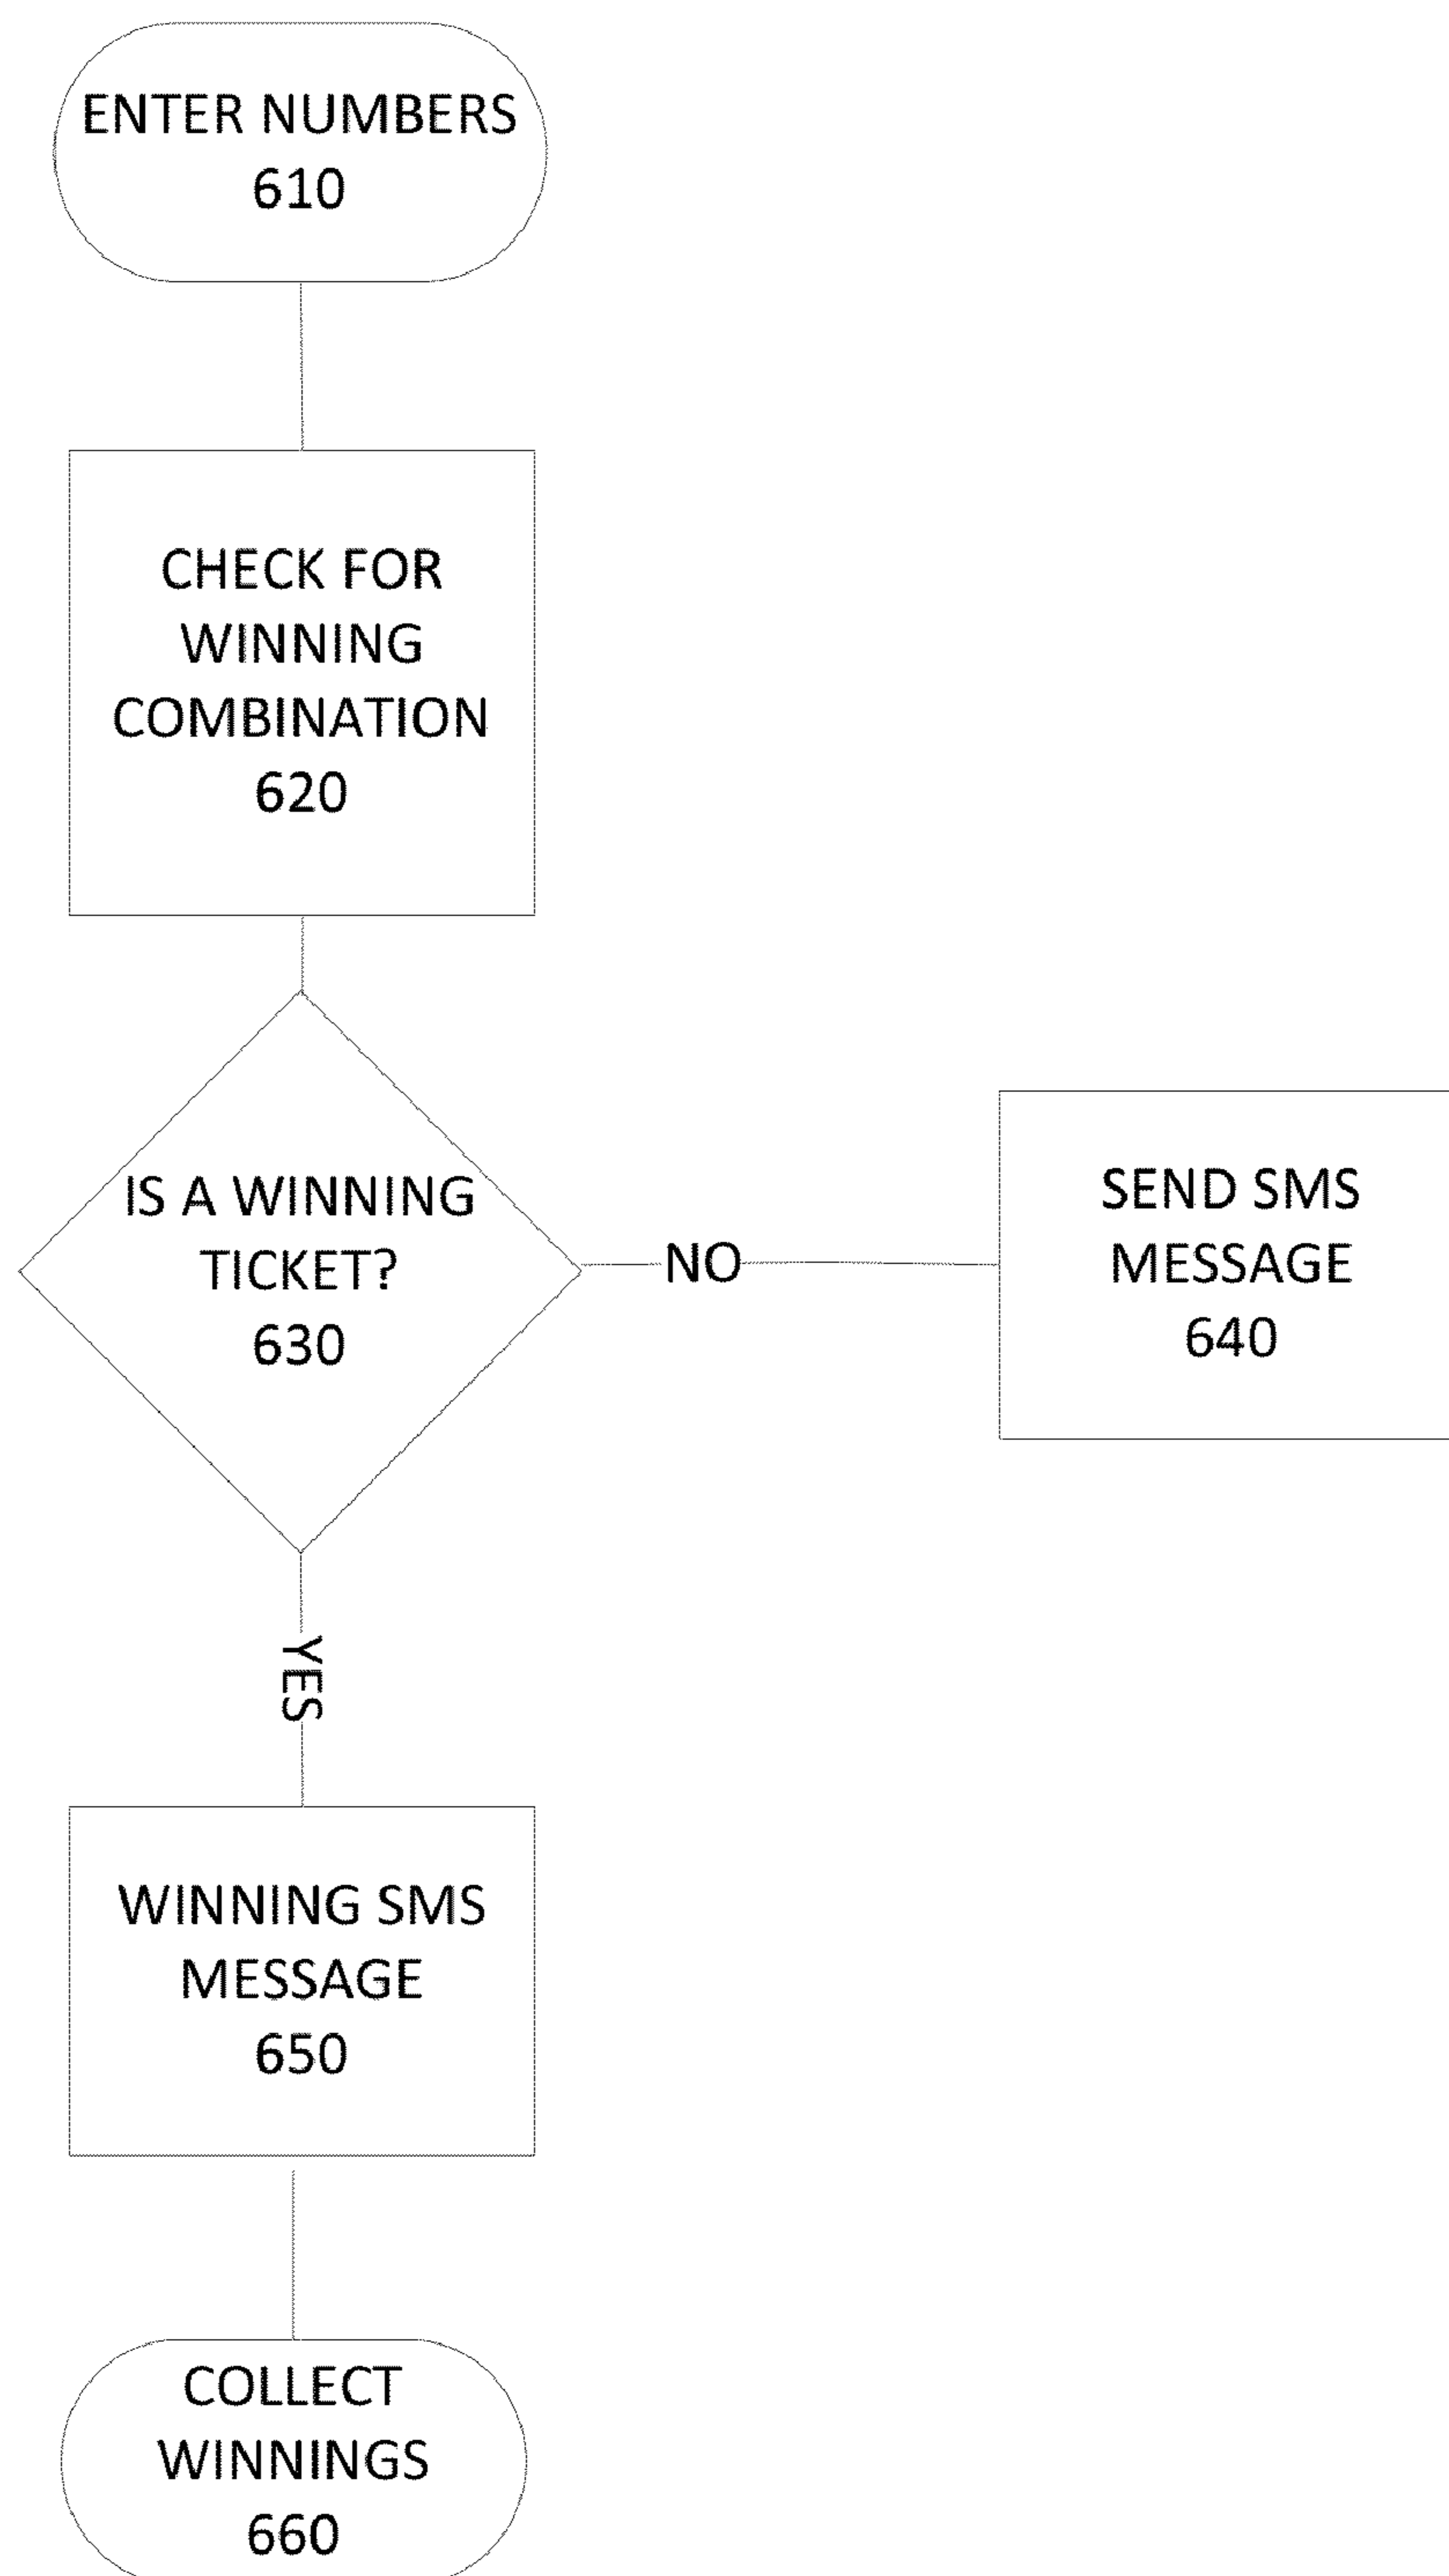 ENTER NUMBERS
610
CHECK FOR
WINNING
COMBINATION
620
IS A WINNING
TICKET?
630
NO
SEND SMS
MESSAGE
640
YES
WINNING SMS
MESSAGE
650
COLLECT
WINNINGS
660